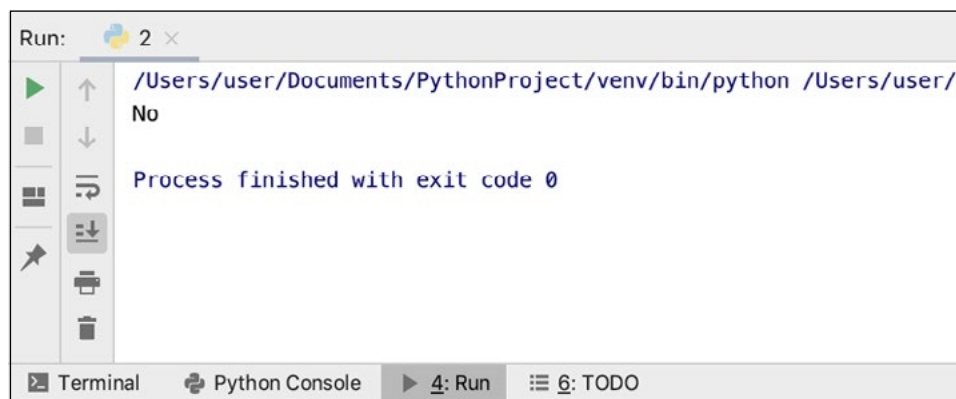 Run: 2
/Users/user/Documents/PythonProject/venv/bin/python /Users/user/
No
Process finished with exit code 0
Terminal Python Console 4: Run 6: TODO